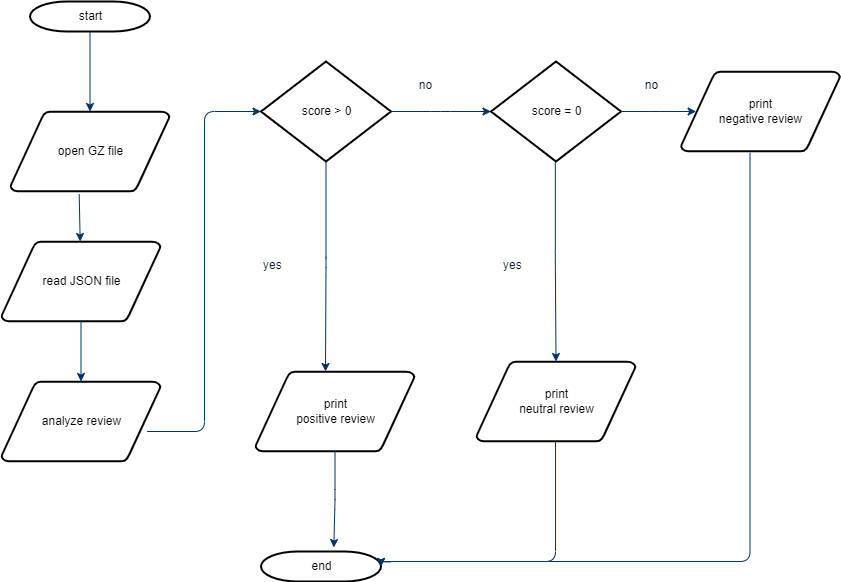 start
open GZ file
read JSON file
analyze review
score > 0
no
score = 0
no
print
negative review
yes
yes
print
positive review
print
neutral review
end